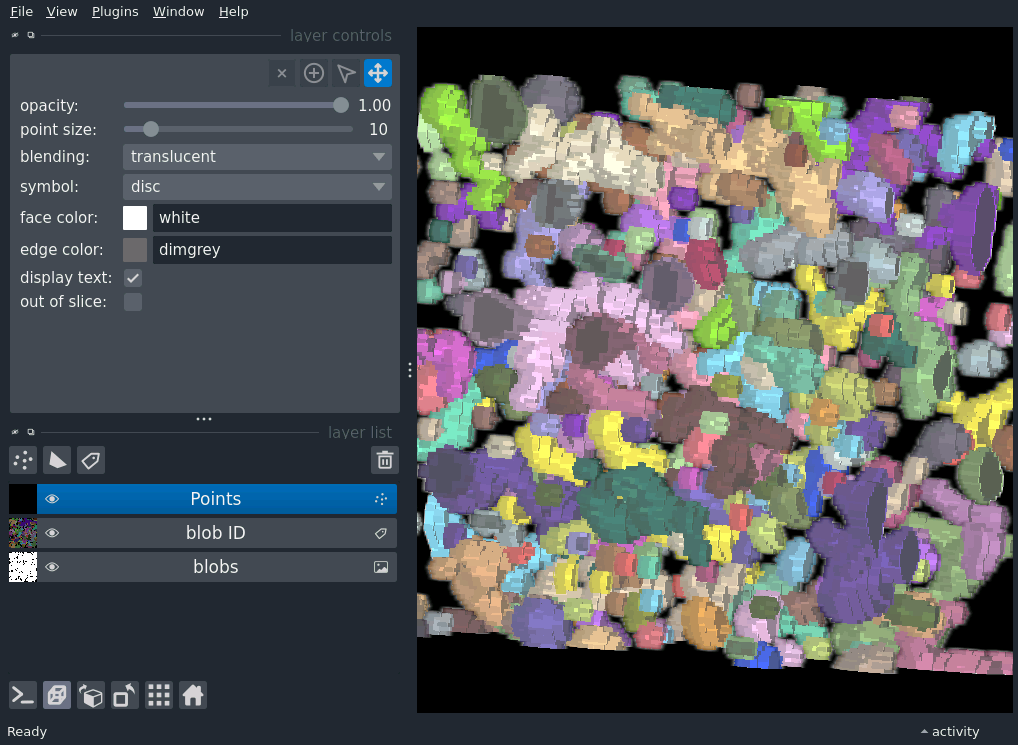 File View Plugins Window Help
layer controls
opacity: 1.00
point size: 10
blending: translucent
symbol: disc
face color: white
edge color: dimgrey
display text:
out of slice:
layer list
Points
blob ID
blobs
Ready activity